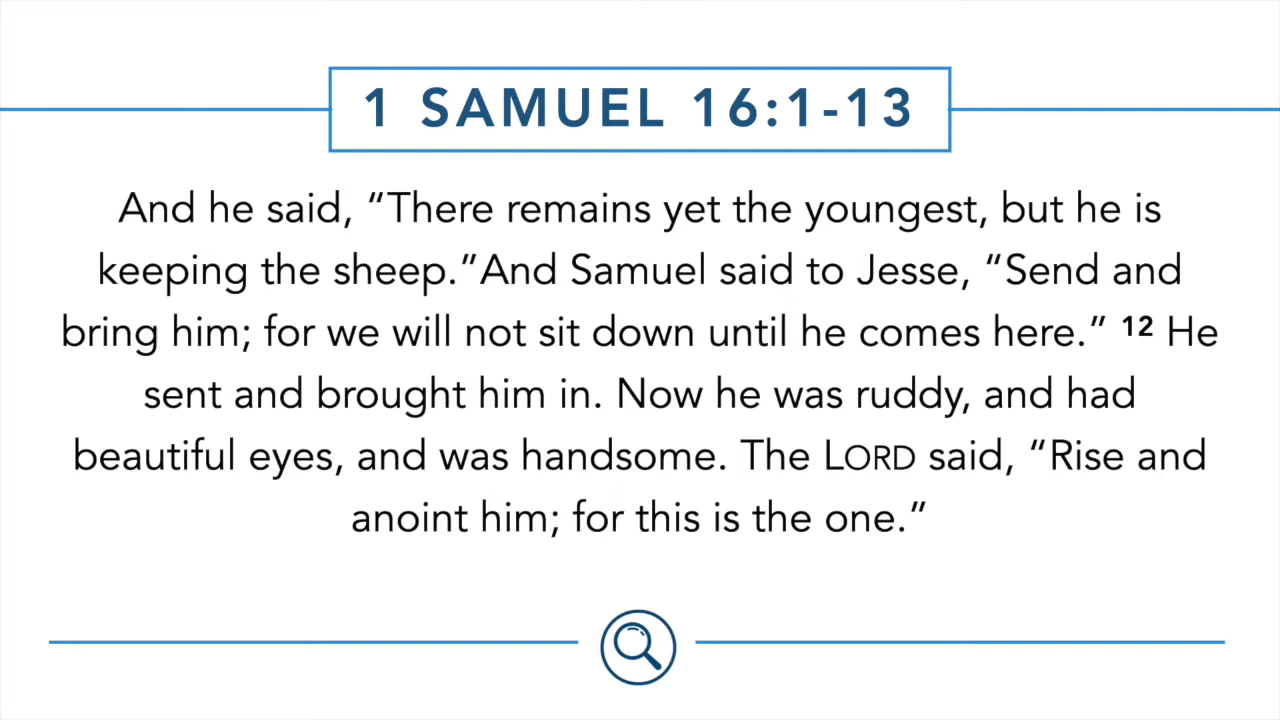 1 SAMUEL 16:1-13
And he said, “There remains yet the youngest, but he is
keeping the sheep.”And Samuel said to Jesse, “Send and
bring him; for we will not sit down until he comes here.” 12 He
sent and brought him in. Now he was ruddy, and had
beautiful eyes, and was handsome. The LORD said, “Rise and
anoint him; for this is the one.”